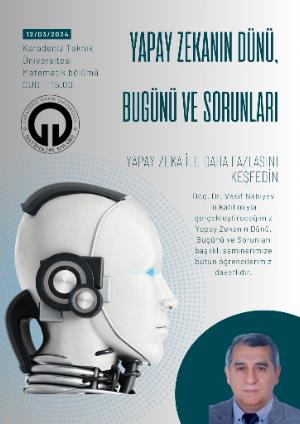 12/03/2024
Karadeniz Teknik
Üniversitesi
Matematik bölümü
CUD 15.00
YAPAY ZEKANIN DÜNÜ,
BUGÜNÜ VE SORUNLARI
YAPAY ZEKA İLE DAHA FAZLASINI
KEŞFEDİN
Doç. Dr. Vasıf Nabiyev
in katılımıyla
gerçekleştireceğimiz
Yapay Zekanın Dünü,
Bugünü ve Sorunları
başlıklı seminerimize
bütün öğrencilerimiz
davetlidir.